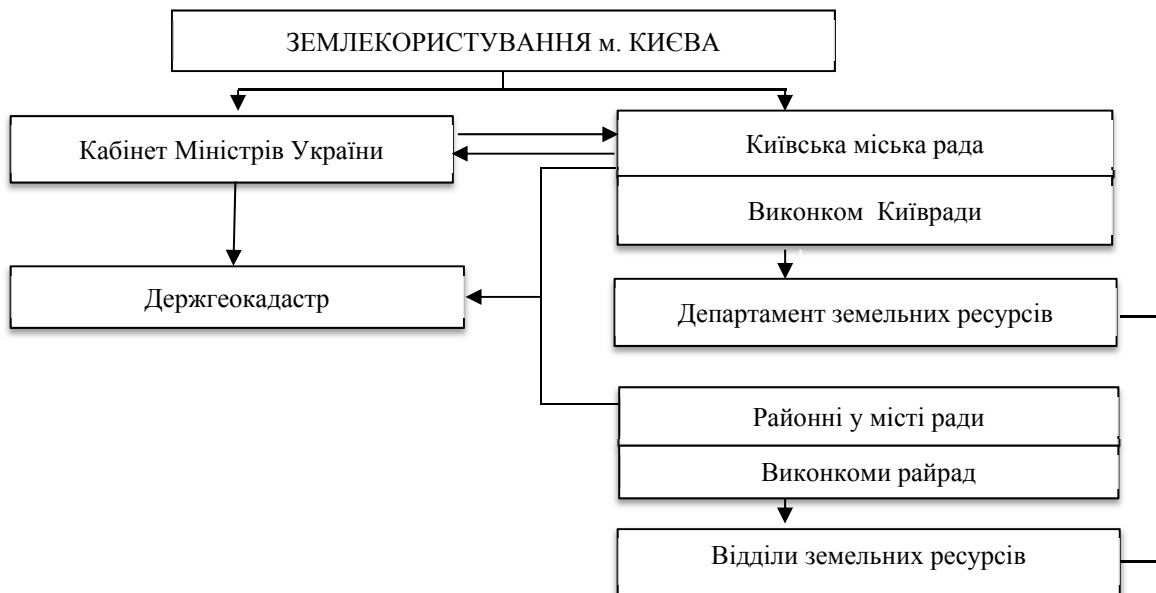 ЗЕМЛЕКОРИСТУВАННЯ м. КИЄВА
Кабінет Міністрів України
Київська міська рада
Виконком Київради
Держгеокадастр
Департамент земельних ресурсів
Районні у місті ради
Виконкоми райрад
Відділи земельних ресурсів